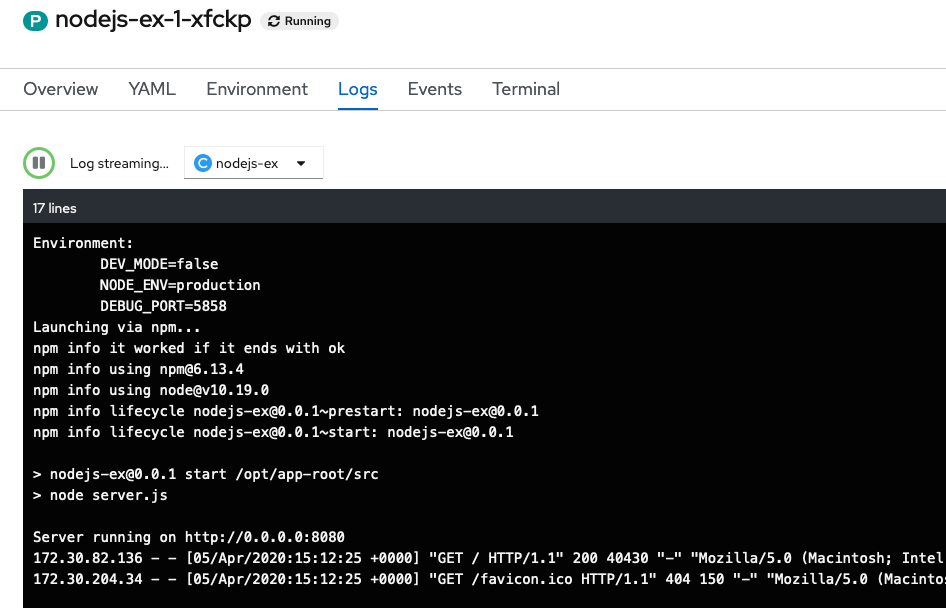 P nodejs-ex-1-xfckp Running
Overview YAML Environment Logs Events Terminal
Log streaming... C nodejs-ex
17 lines
Environment:
DEV_MODE=false
NODE_ENV=production
DEBUG_PORT=5858
Launching via npm...
npm info it worked if it ends with ok
npm info using npm@6.13.4
npm info using node@v10.19.0
npm info lifecycle nodejs-ex@0.0.1~prestart: nodejs-ex@0.0.1
npm info lifecycle nodejs-ex@0.0.1~start: nodejs-ex@0.0.1
> nodejs-ex@0.0.1 start /opt/app-root/src
> node server.js
Server running on http://0.0.0.0:8080
172.30.82.136 - - [05/Apr/2020:15:12:25 +0000] "GET / HTTP/1.1" 200 40430 "-" "Mozilla/5.0 (Macintosh; Intel
172.30.204.34 - - [05/Apr/2020:15:12:25 +0000] "GET /favicon.ico HTTP/1.1" 404 150 "-" "Mozilla/5.0 (Macinto